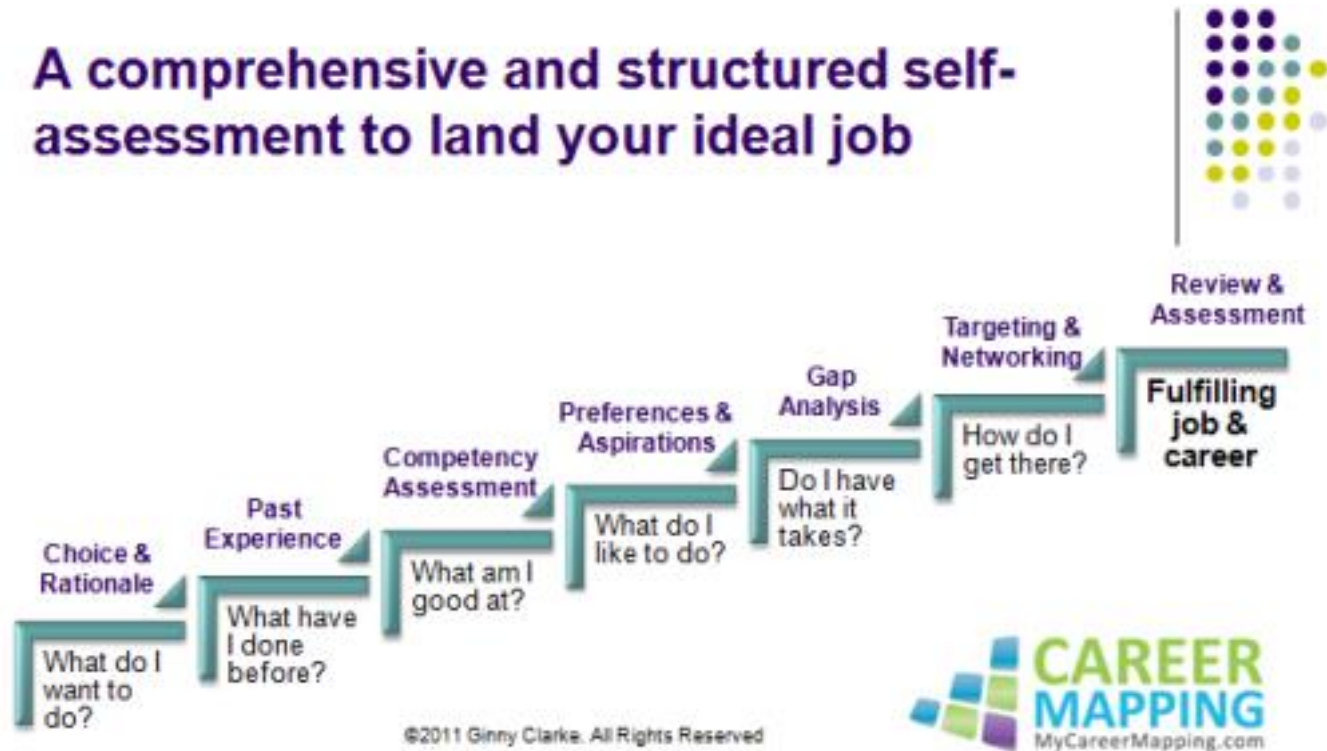 A comprehensive and structured self-
assessment to land your ideal job
Choice &
Rationale
What do I
want to
do?
Past
Experience
What have
I done
before?
Competency
Assessment
What am I
good at?
Preferences &
Aspirations
What do I
like to do?
Gap
Analysis
Do I have
what it
takes?
Targeting &
Networking
How do I
get there?
Review &
Assessment
Fulfilling
job &
career
©2011 Ginny Clarke. All Rights Reserved
CAREER
MAPPING
MyCareerMapping.com